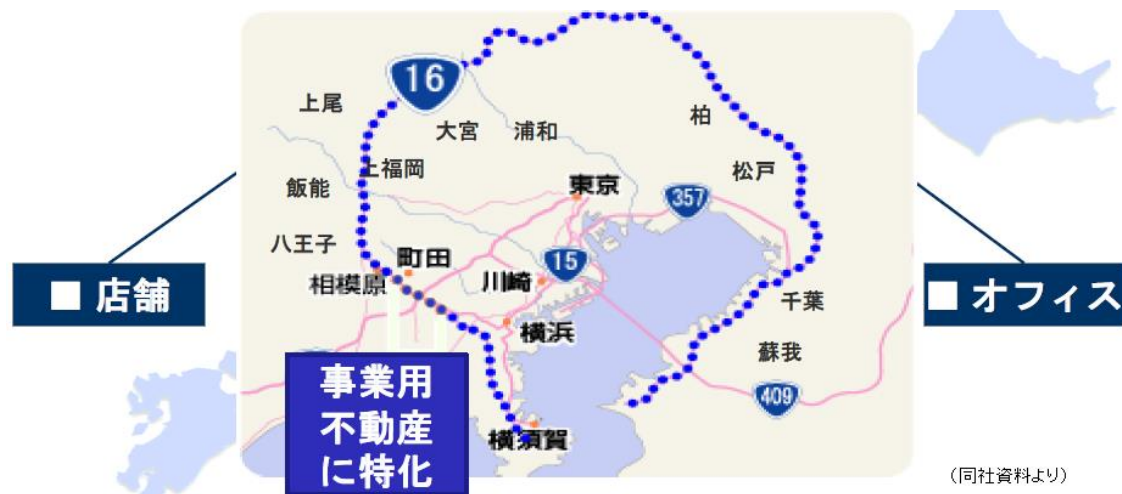 16
上尾
大宮
浦和
柏
上福岡
松戸
飯能
東京
357
八王子
町田
15
相模原
川崎
■ 店舗
■ オフィス
千葉
横浜
蘇我
事業用
不動産
に特化
409
横須賀
(同社資料より)